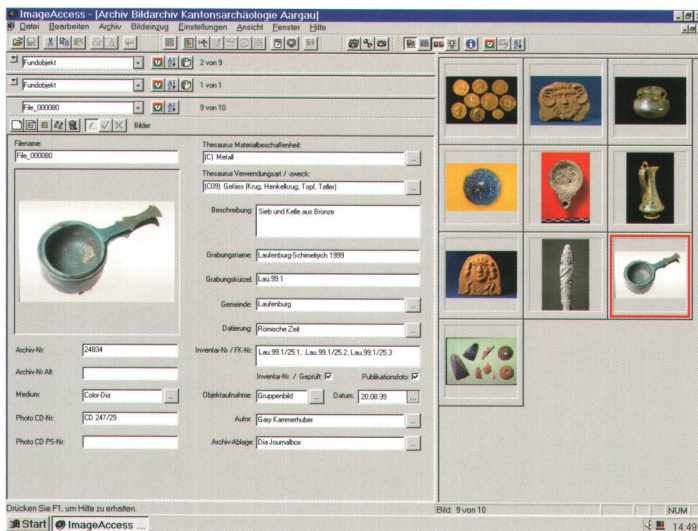 ImageAccess - [Archiv Bildarchiv Kantonsarchäologie Aargau]
Datei Bearbeiten Archiv Bildeinzug Einstellungen Ansicht Fenster Hilfe
Fundobjekt 2 von 9
Fundobjekt 1 von 1
File_000080 9 von 10
Bilder
Filename:
File_000080
Thesaurus Materialbeschaffenheit:
(C) Metall
Thesaurus Verwendungsart / -zweck:
(C09) Gefäss (Krug, Henkelkrug, Topf, Teller)
Beschreibung: Sieb und Kelle aus Bronze
Grabungsname: Laufenburg-Schimelrych 1999
Grabungskürzel: Lau.99.1
Gemeinde: Laufenburg
Datierung: Römische Zeit
Archiv-Nr.: 24834
Inventar-Nr / FK-Nr.: Lau.99.1/25.1, Lau.99.1/25.2, Lau.99.1/25.3
Archiv-Nr Alt:
Inventar-Nr / Geprüft: Publikationsfoto:
Medium: Color-Dia
Objektaufnahme: Gruppenbild Datum: 20.08.99
Photo CD-Nr.: CD 247/29
Autor: Gary Kammerhuber
Photo CD PS-Nr.:
Archiv-Ablage: Dia Journalbox
Drücken Sie F1, um Hilfe zu erhalten.
Bild: 9 von 10
NUM
Start ImageAccess ...
14:49